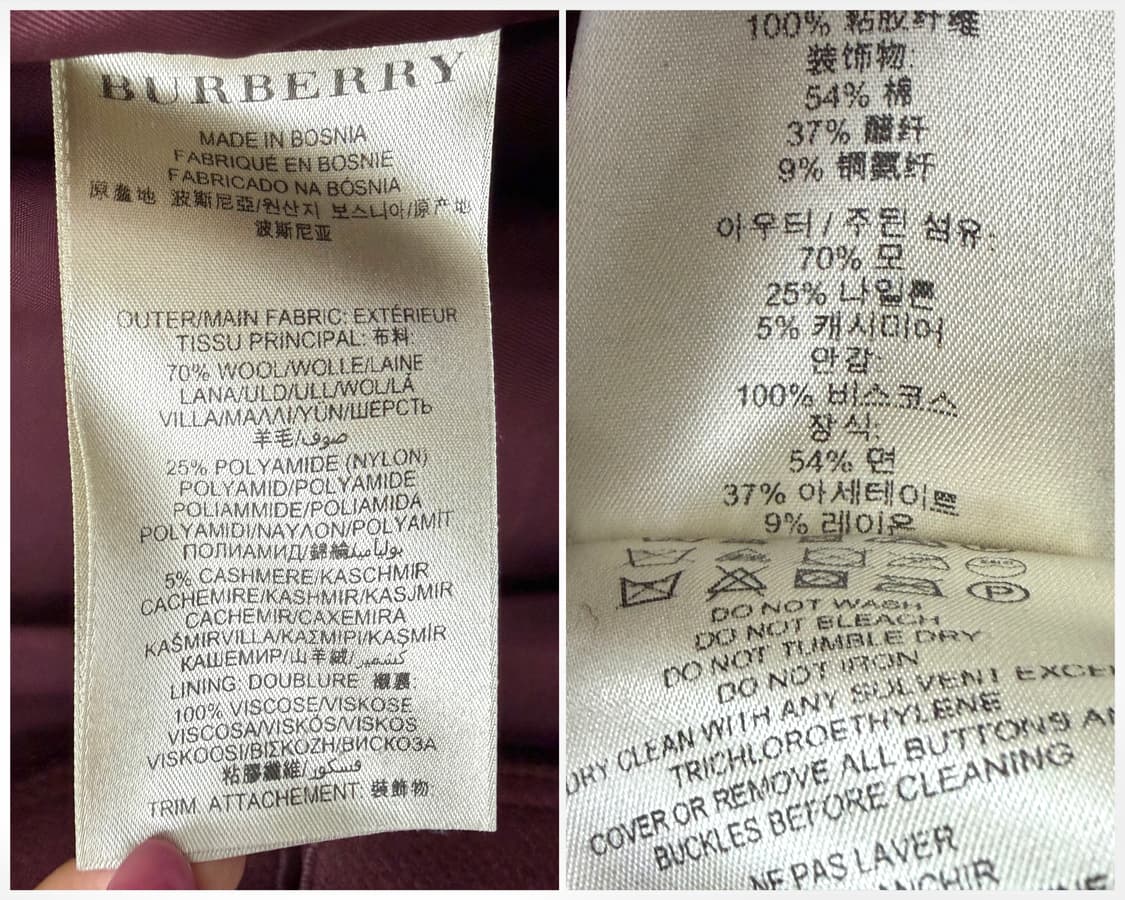 BURBERRY
MADE IN BOSNIA
FABRIQUÉ EN BOSNIE
FABRICADO NA BÓSNIA
原產地 波斯尼亞/원산지 보스니아/原产地
波斯尼亚
OUTER/MAIN FABRIC: EXTÉRIEUR
TISSU PRINCIPAL: 布料:
70% WOOL/WOLLE/LAINE
LANA/ULD/ULL/WOL/LÃ
VILLA/ΜΑΛΛΙ/YÜN/ШЕРСТЬ
羊毛/صوف
25% POLYAMIDE (NYLON)
POLYAMID/POLYAMIDE
POLIAMMIDE/POLIAMIDA
POLYAMIDI/ΝΑΥΛΟΝ/POLYAMİT
ПОЛИАМИД/錦綸/بولياميد
5% CASHMERE/KASCHMIR
CACHEMIRE/KASHMIR/KASJMIR
CACHEMIR/CAXEMIRA
KAŠMIRVILLA/ΚΑΣΜΙΡΙ/KAŞMİR
КАШЕМИР/山羊絨/كشمير
LINING: DOUBLURE 襯裏:
100% VISCOSE/VISKOSE
VISCOSA/VISKÓS/VISKOS
VISKOOSI/ΒΙΣΚΟΖΗ/ВИСКОЗА
粘膠纖維/فسكوز
TRIM: ATTACHEMENT: 裝飾物:
100% 粘胶纤维
装饰物:
54% 棉
37% 醋纤
9% 铜氨纤
아우터 / 주된 섬유:
70% 모
25% 나일론
5% 캐시미어
안감:
100% 비스코스
장식:
54% 면
37% 아세테이트
9% 레이온
P
DO NOT WASH
DO NOT BLEACH
DO NOT TUMBLE DRY
DO NOT IRON
DRY CLEAN WITH ANY SOLVENT EXCE
TRICHLOROETHYLENE
COVER OR REMOVE ALL BUTTONS AN
BUCKLES BEFORE CLEANING
NE PAS LAVER
ANCHIR